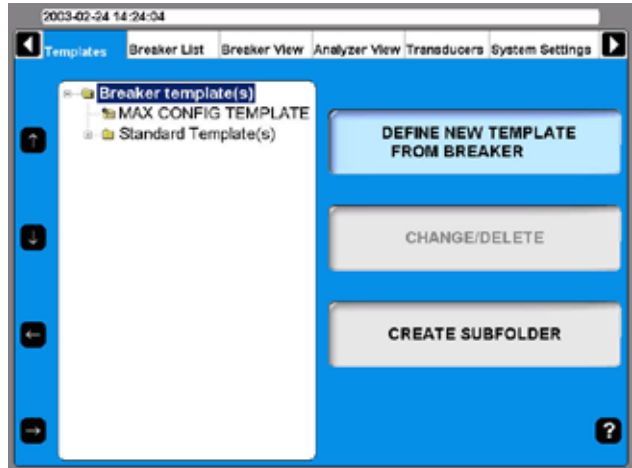 2003-02-24 14:24:04
Templates Breaker List Breaker View Analyzer View Transducers System Settings
Breaker template(s)
MAX CONFIG TEMPLATE
Standard Template(s)
DEFINE NEW TEMPLATE
FROM BREAKER
CHANGE/DELETE
CREATE SUBFOLDER
?